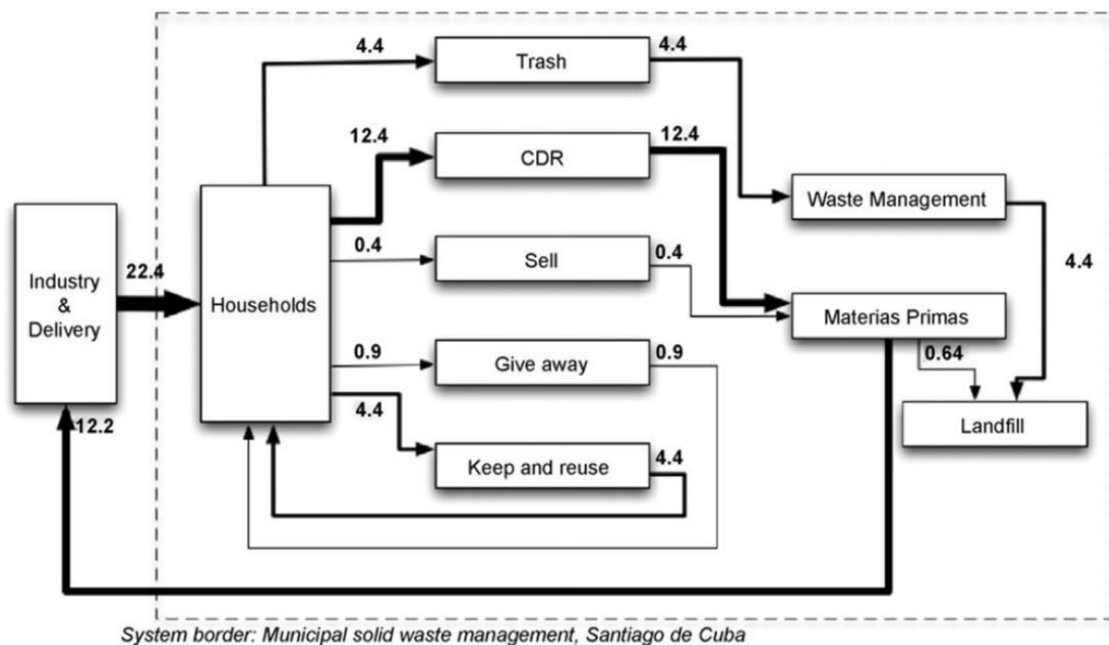 4.4
Trash
4.4
12.4
CDR
12.4
Waste Management
0.4
Sell
0.4
4.4
Industry
&
Delivery
22.4
Households
Materias Primas
0.9
Give away
0.9
0.64
4.4
12.2
Landfill
Keep and reuse
4.4
System border: Municipal solid waste management, Santiago de Cuba